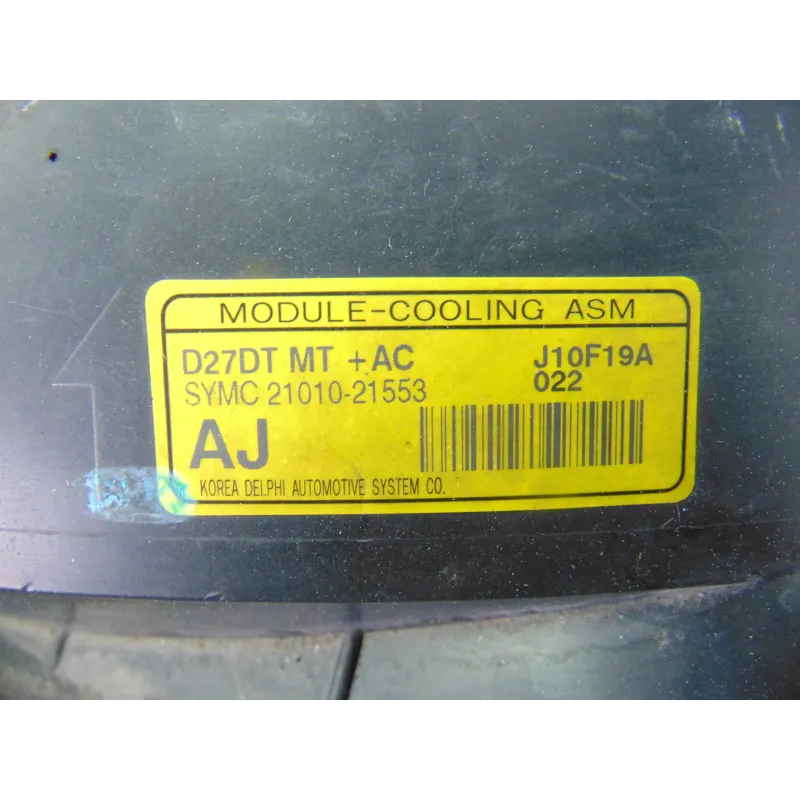 MODULE-COOLING ASM
D27DT MT +AC J10F19A
SYMC 21010-21553 022
AJ
KOREA DELPHI AUTOMOTIVE SYSTEM CO.